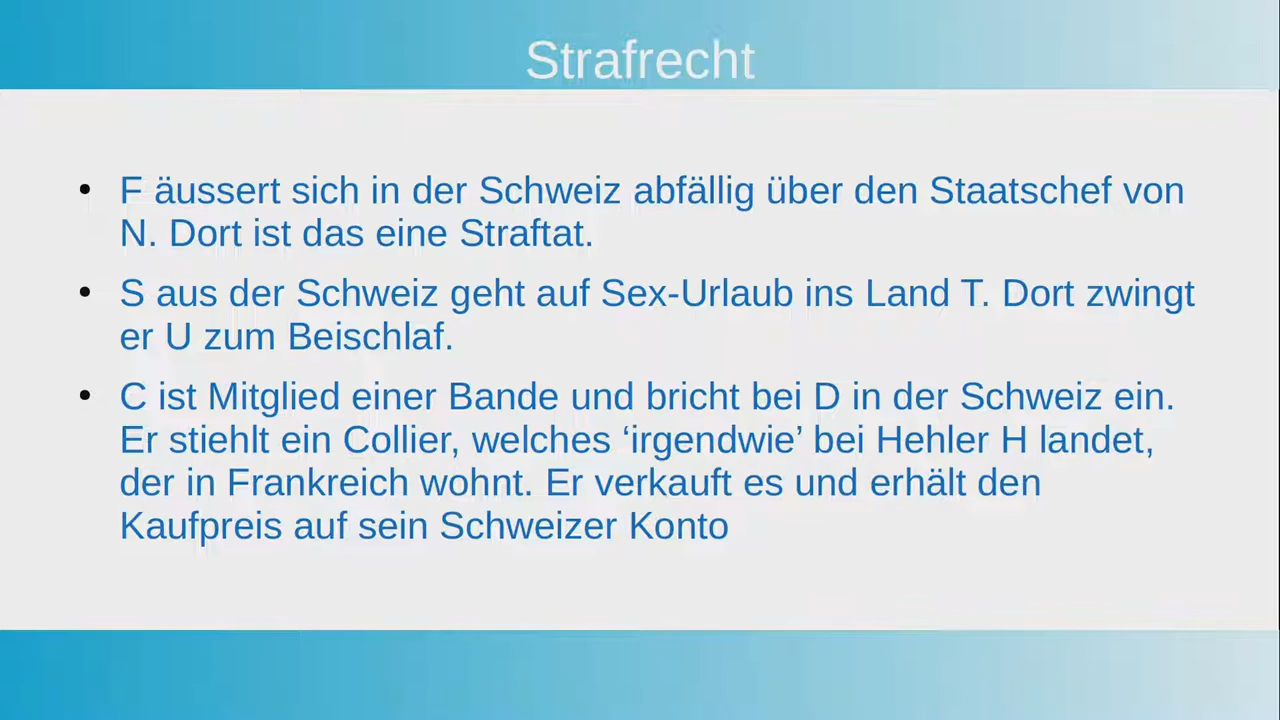 Strafrecht
• F äussert sich in der Schweiz abfällig über den Staatschef von
N. Dort ist das eine Straftat.
• S aus der Schweiz geht auf Sex-Urlaub ins Land T. Dort zwingt
er U zum Beischlaf.
• C ist Mitglied einer Bande und bricht bei D in der Schweiz ein.
Er stiehlt ein Collier, welches ‘irgendwie’ bei Hehler H landet,
der in Frankreich wohnt. Er verkauft es und erhält den
Kaufpreis auf sein Schweizer Konto